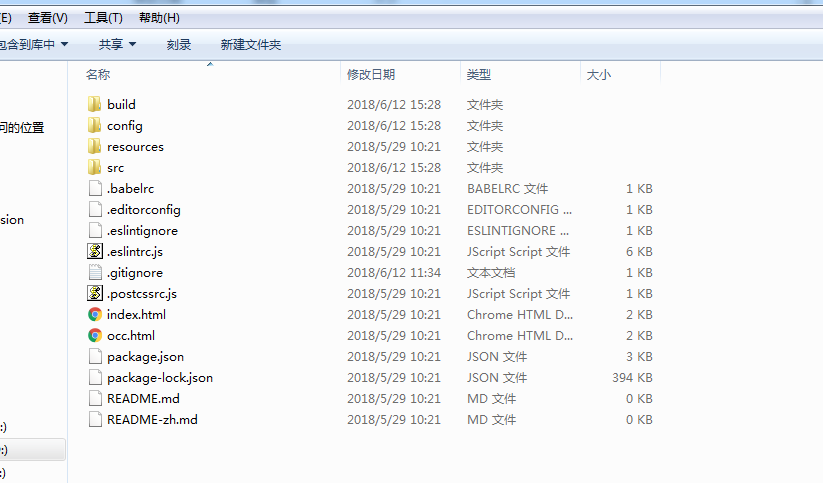 (E) 查看(V) 工具(T) 帮助(H)
包含到库中 共享 刻录 新建文件夹
名称 修改日期 类型 大小
build 2018/6/12 15:28 文件夹
config 2018/6/12 15:28 文件夹
问的位置
resources 2018/5/29 10:21 文件夹
src 2018/6/12 15:28 文件夹
.babelrc 2018/5/29 10:21 BABELRC 文件 1 KB
.editorconfig 2018/5/29 10:21 EDITORCONFIG ... 1 KB
sion
.eslintignore 2018/5/29 10:21 ESLINTIGNORE ... 1 KB
.eslintrc.js 2018/5/29 10:21 JScript Script 文件 6 KB
.gitignore 2018/6/12 11:34 文本文档 1 KB
.postcssrc.js 2018/5/29 10:21 JScript Script 文件 1 KB
index.html 2018/5/29 10:21 Chrome HTML D... 2 KB
occ.html 2018/5/29 10:21 Chrome HTML D... 2 KB
package.json 2018/5/29 10:21 JSON 文件 3 KB
package-lock.json 2018/5/29 10:21 JSON 文件 394 KB
README.md 2018/5/29 10:21 MD 文件 0 KB
README-zh.md 2018/5/29 10:21 MD 文件 0 KB
:)
:)
:)